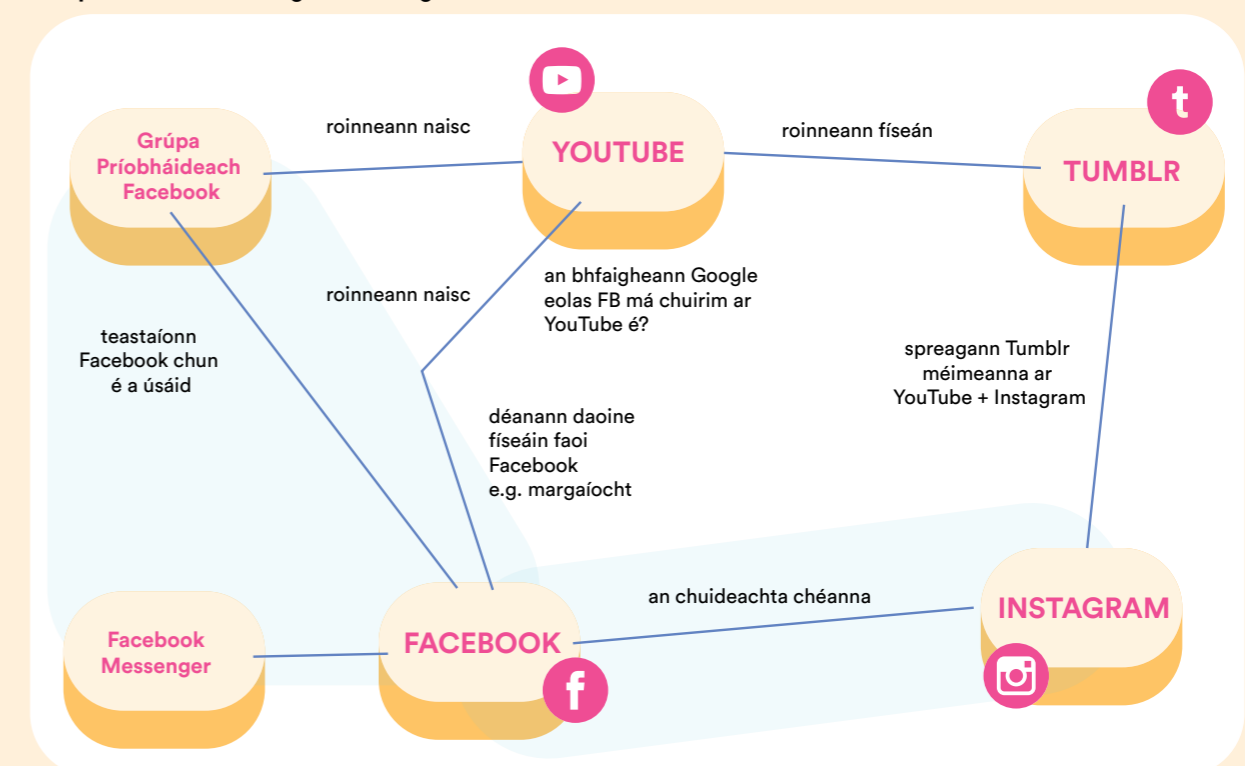 Grúpa
Príobháideach
Facebook
roinneann naisc
YOUTUBE
roinneann físeán
t
TUMBLR
roinneann naisc
an bhfaigheann Google
eolas FB má chuirim ar
YouTube é?
teastaíonn
Facebook chun
é a úsáid
spreagann Tumblr
méimeanna ar
YouTube + Instagram
déanann daoine
físeáin faoi
Facebook
e.g. margaíocht
an chuideachta chéanna
INSTAGRAM
Facebook
Messenger
FACEBOOK
f